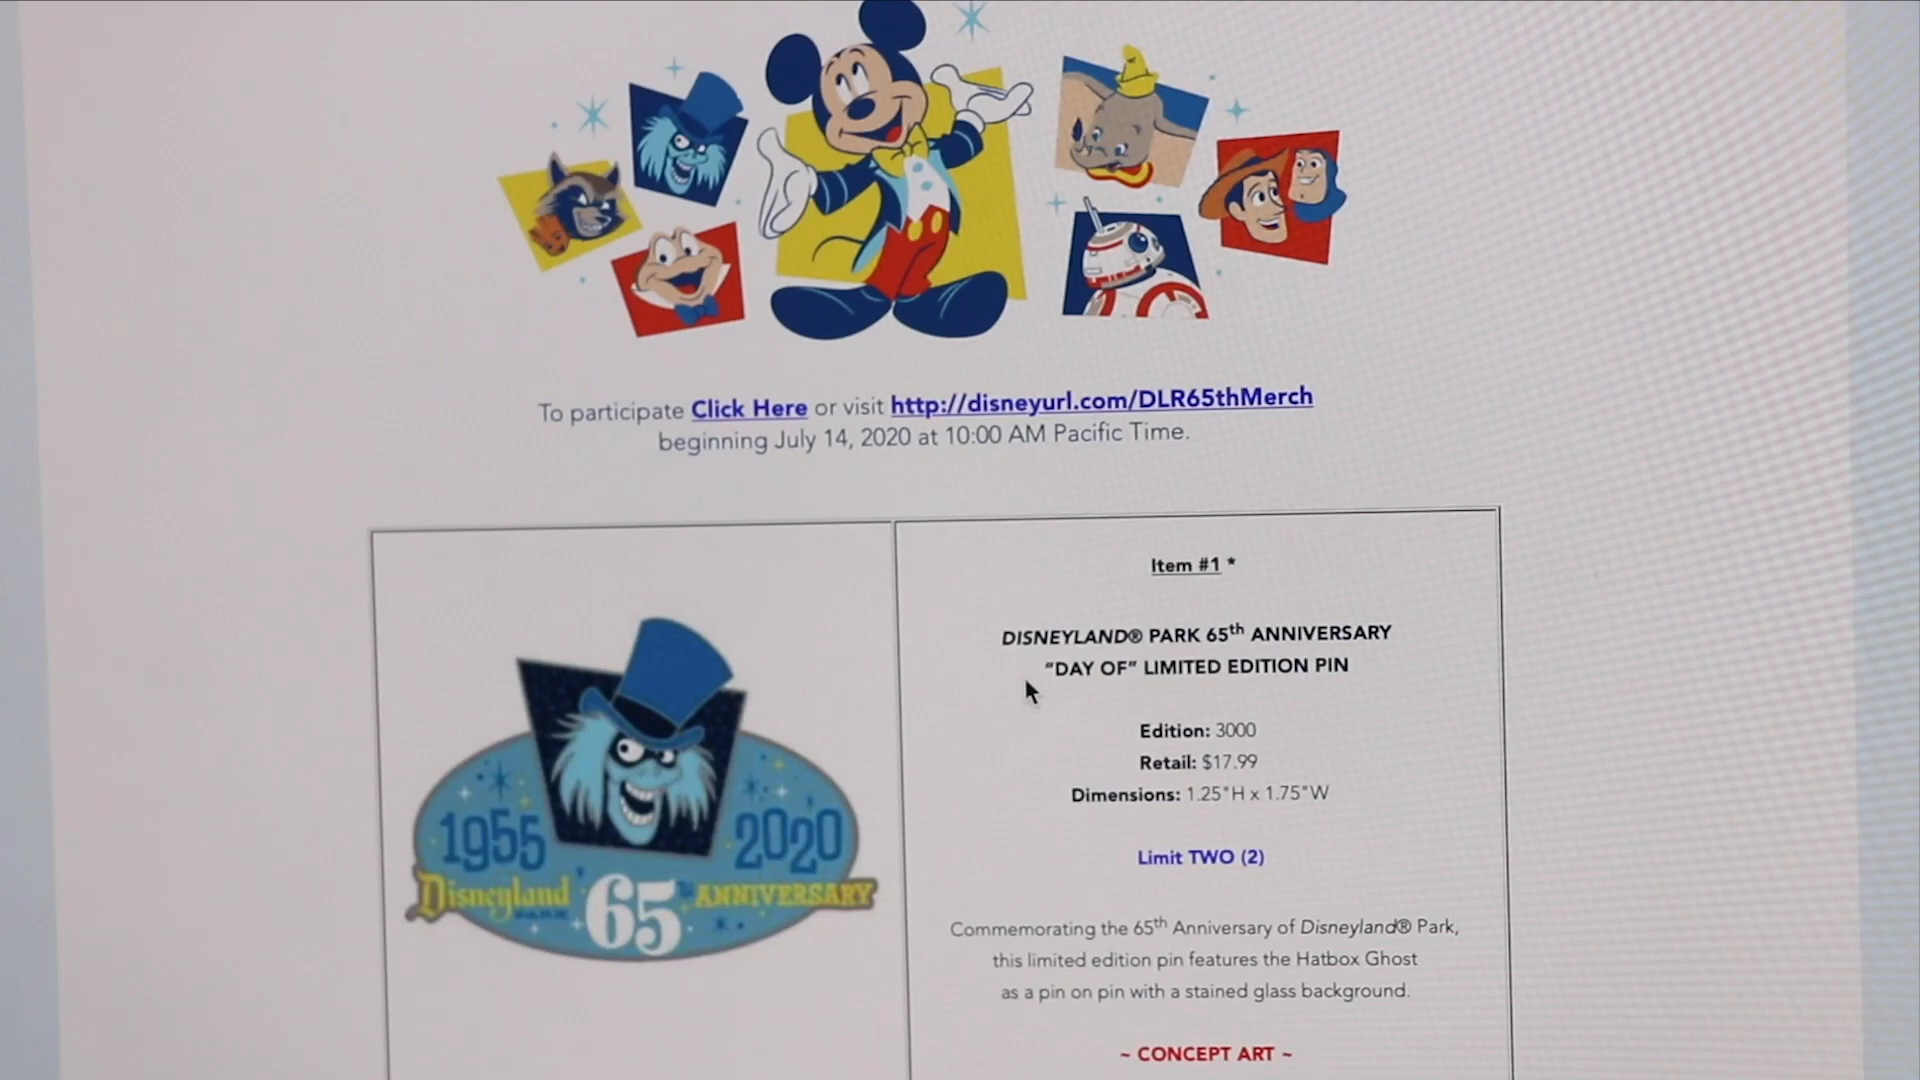 To participate Click Here or visit http://disneyurl.com/DLR65thMerch
beginning July 14, 2020 at 10:00 AM Pacific Time.
1955 2020
Disneyland 65TH ANNIVERSARY
PARK
Item #1 *
DISNEYLAND® PARK 65th ANNIVERSARY
"DAY OF" LIMITED EDITION PIN
Edition: 3000
Retail: $17.99
Dimensions: 1.25"H x 1.75"W
Limit TWO (2)
Commemorating the 65th Anniversary of Disneyland® Park,
this limited edition pin features the Hatbox Ghost
as a pin on pin with a stained glass background.
~ CONCEPT ART ~